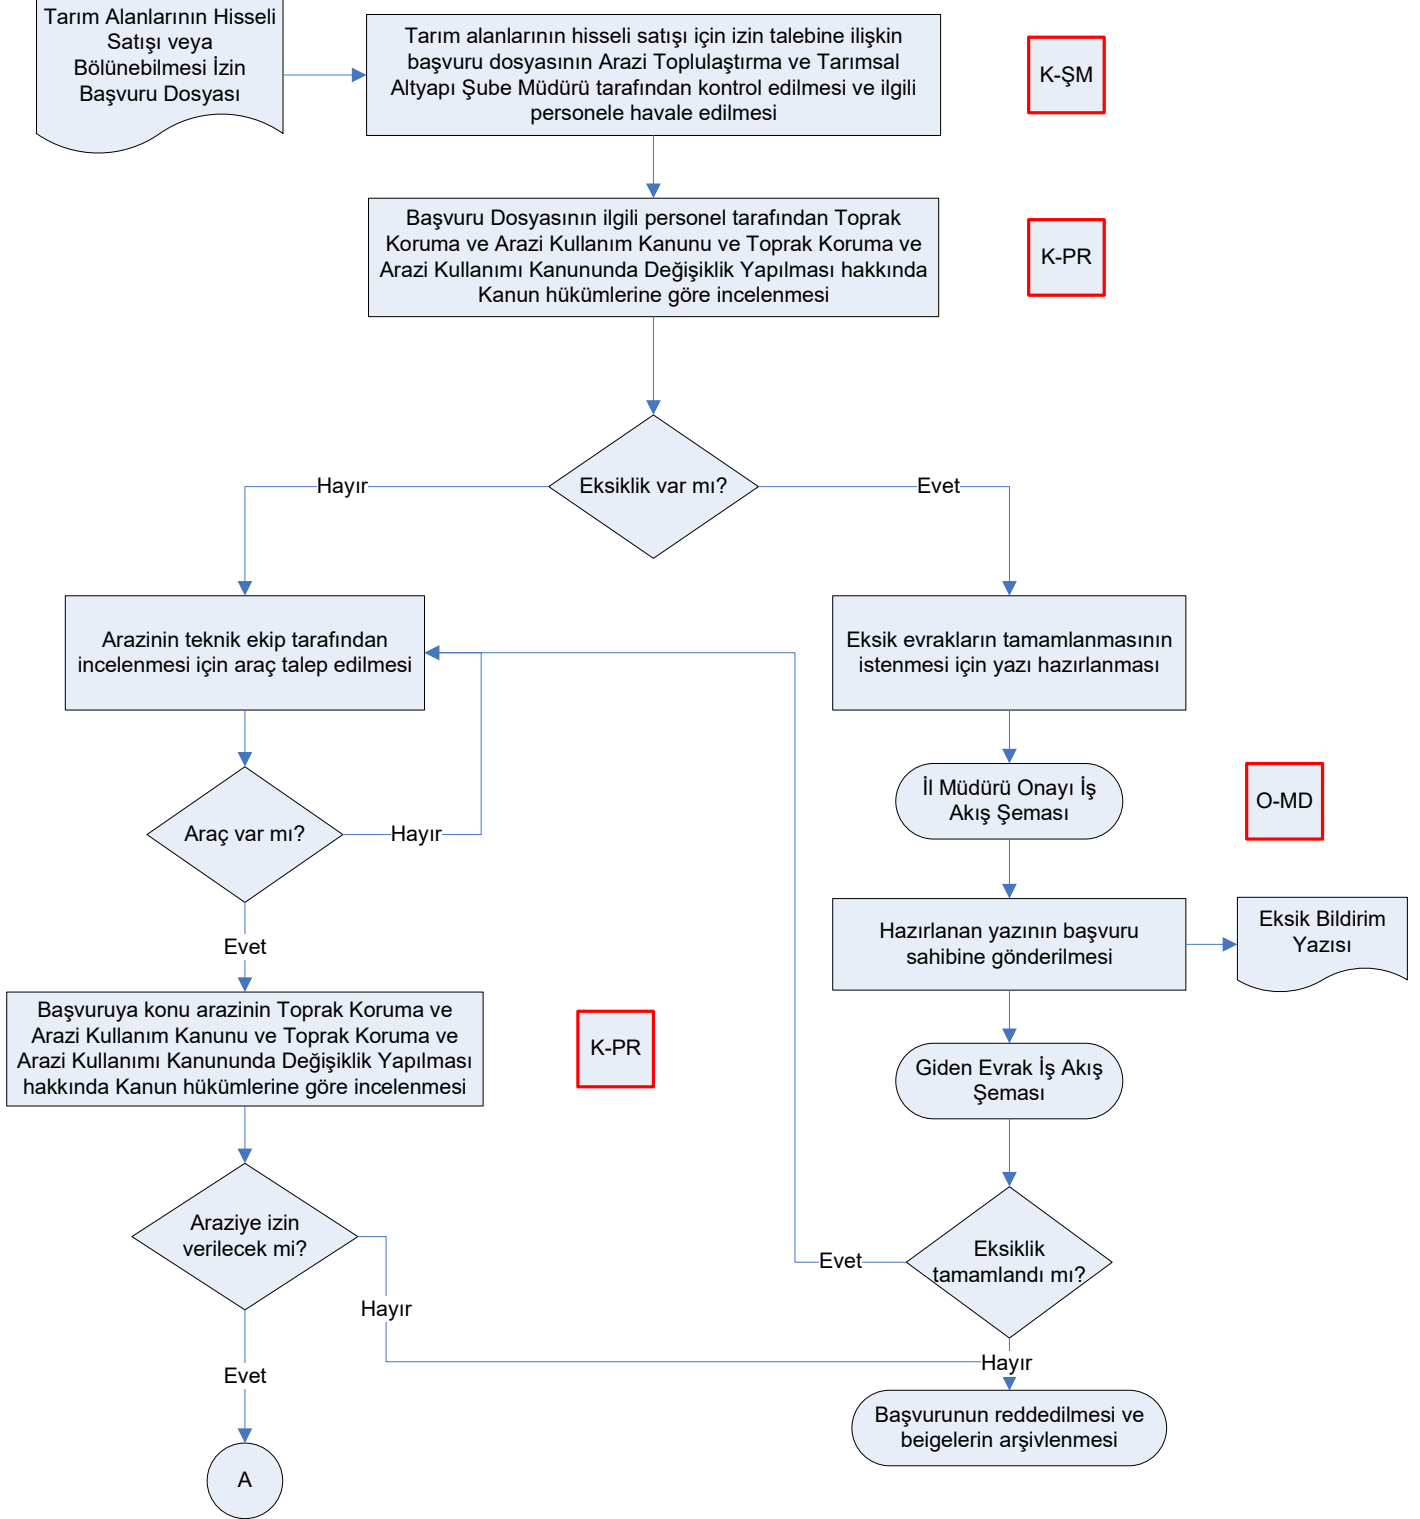 Tarım Alanlarının Hisseli
Satışı veya
Bölünebilmesi İzin
Başvuru Dosyası
Tarım alanlarının hisseli satışı için izin talebine ilişkin
başvuru dosyasının Arazi Toplulaştırma ve Tarımsal
Altyapı Şube Müdürü tarafından kontrol edilmesi ve ilgili
personele havale edilmesi
K-ŞM
Başvuru Dosyasının ilgili personel tarafından Toprak
Koruma ve Arazi Kullanım Kanunu ve Toprak Koruma ve
Arazi Kullanımı Kanununda Değişiklik Yapılması hakkında
Kanun hükümlerine göre incelenmesi
K-PR
Eksiklik var mı?
Hayır
Evet
Arazinin teknik ekip tarafından
incelenmesi için araç talep edilmesi
Eksik evrakların tamamlanmasının
istenmesi için yazı hazırlanması
Araç var mı?
Hayır
İl Müdürü Onayı İş
Akış Şeması
O-MD
Evet
Hazırlanan yazının başvuru
sahibine gönderilmesi
Eksik Bildirim
Yazısı
Başvuruya konu arazinin Toprak Koruma ve
Arazi Kullanım Kanunu ve Toprak Koruma ve
Arazi Kullanımı Kanununda Değişiklik Yapılması
hakkında Kanun hükümlerine göre incelenmesi
K-PR
Giden Evrak İş Akış
Şeması
Araziye izin
verilecek mi?
Eksiklik
tamamlandı mı?
Evet
Hayır
Hayır
Evet
Başvurunun reddedilmesi ve
beigelerin arşivlenmesi
A